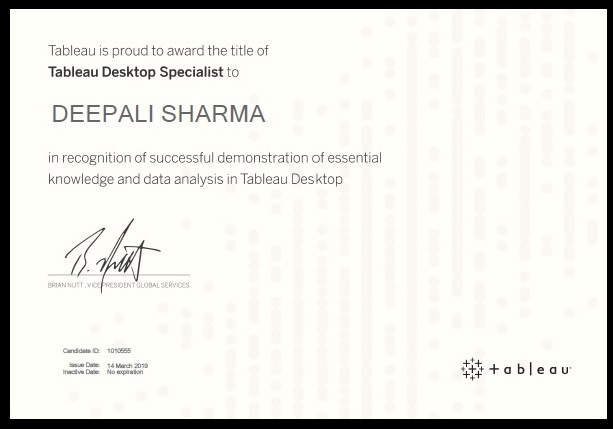 Tableau is proud to award the title of
Tableau Desktop Specialist to
DEEPALI SHARMA
in recognition of successful demonstration of essential
knowledge and data analysis in Tableau Desktop
B. Nutt
BRIAN NUTT , VICE PRESIDENT GLOBAL SERVICES
Candidate ID: 1010555
Issue Date: 14 March 2019
Inactive Date: No expiration
+ableau